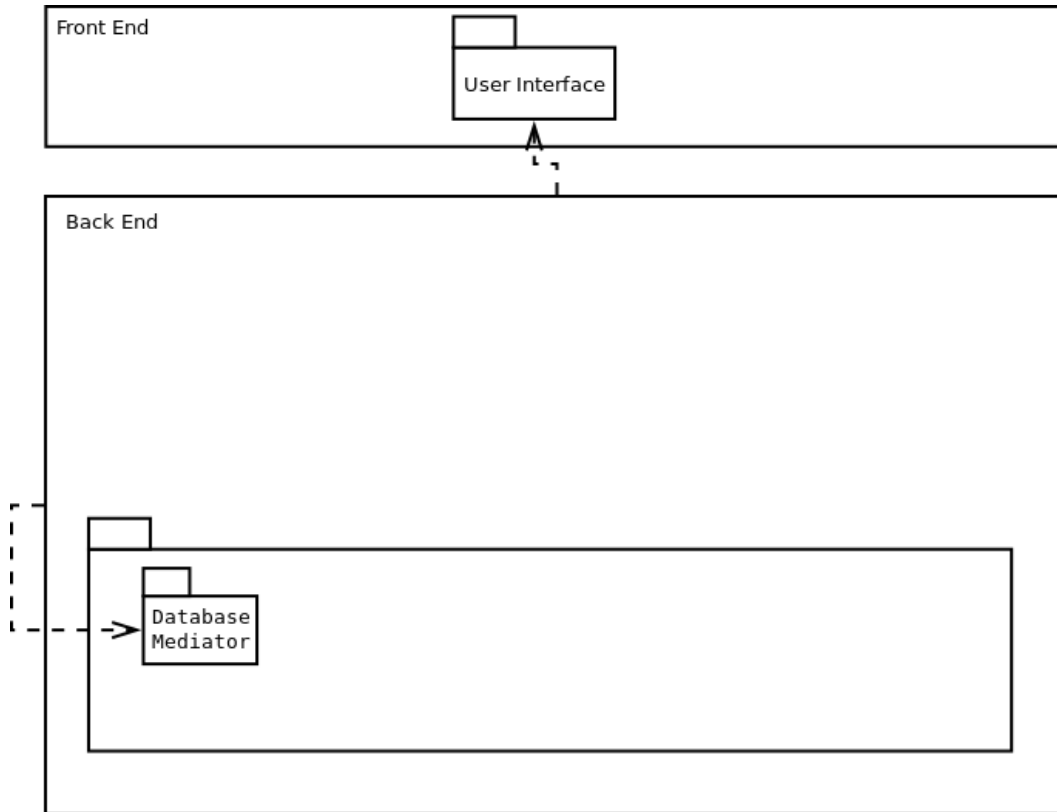 Front End
User Interface
Back End
Database
Mediator